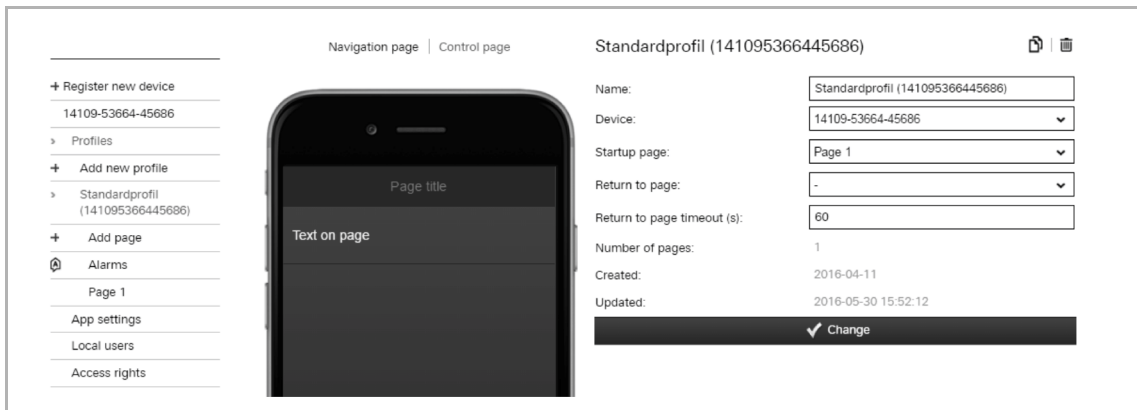 Navigation page | Control page
+ Register new device
14109-53664-45686
› Profiles
+ Add new profile
› Standardprofil
(141095366445686)
+ Add page
Alarms
Page 1
App settings
Local users
Access rights
Page title
Text on page
Standardprofil (141095366445686)
Name: Standardprofil (141095366445686)
Device: 14109-53664-45686
Startup page: Page 1
Return to page: -
Return to page timeout (s): 60
Number of pages: 1
Created: 2016-04-11
Updated: 2016-05-30 15:52:12
Change